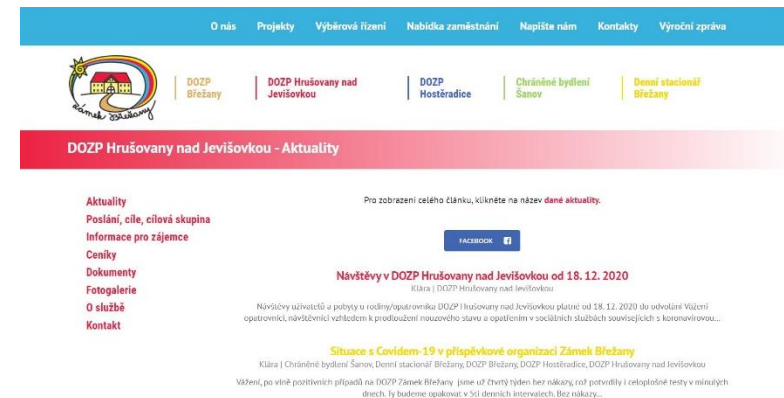 O nás Projekty Výběrová řízení Nabídka zaměstnání Napište nám Kontakty Výroční zpráva
zámek Břežany
DOZP
Břežany
DOZP Hrušovany nad
Jevišovkou
DOZP
Hostěradice
Chráněné bydlení
Šanov
Denní stacionář
Břežany
DOZP Hrušovany nad Jevišovkou - Aktuality
Aktuality
Poslání, cíle, cílová skupina
Informace pro zájemce
Ceníky
Dokumenty
Fotogalerie
O službě
Kontakt
Pro zobrazení celého článku, klikněte na název dané aktuality.
FACEBOOK
Návštěvy v DOZP Hrušovany nad Jevišovkou od 18. 12. 2020
Klára | DOZP Hrušovany nad Jevišovkou
Návštěvy uživatelů a pobyty u rodiny/opatrovníka DOZP Hrušovany nad Jevišovkou platné od 18. 12. 2020 do odvolání Vážení
opatrovníci, návštěvníci vzhledem k prodloužení nouzového stavu a opatřením v sociálních službách souvisejících s koronavirovou...
Situace s Covidem-19 v příspěvkové organizaci Zámek Břežany
Klára | Chráněné bydlení Šanov, Denní stacionář Břežany, DOZP Břežany, DOZP Hostěradice, DOZP Hrušovany nad Jevišovkou
Vážení, po vlně pozitivních případů na DOZP Zámek Břežany jsme už čtvrtý týden bez nákazy, což potvrdily i celoplošné testy v minulých
dnech. Ty budeme opakovat v 5ti denních intervalech. Bez nákazy...